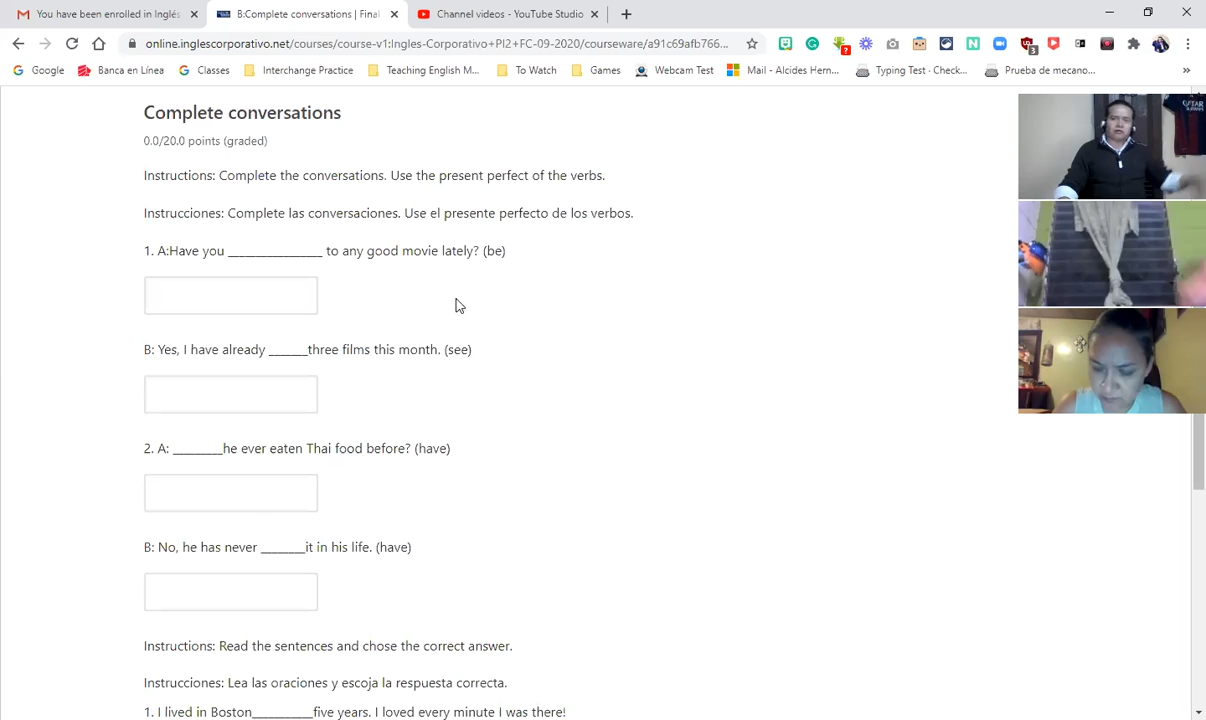 You have been enrolled in Inglés
B:Complete conversations | Final
Channel videos - YouTube Studio
online.inglescorporativo.net/courses/course-v1:Ingles-Corporativo+PI2+FC-09-2020/courseware/a91c69afb766...
Google
Banca en Línea
Classes
Interchange Practice
Teaching English M...
To Watch
Games
Webcam Test
Mail - Alcides Hern...
Typing Test · Check...
Prueba de mecano...
Complete conversations
0.0/20.0 points (graded)
Instructions: Complete the conversations. Use the present perfect of the verbs.
Instrucciones: Complete las conversaciones. Use el presente perfecto de los verbos.
1. A:Have you ________________ to any good movie lately? (be)
B: Yes, I have already _______three films this month. (see)
2. A: _________he ever eaten Thai food before? (have)
B: No, he has never ________it in his life. (have)
Instructions: Read the sentences and chose the correct answer.
Instrucciones: Lea las oraciones y escoja la respuesta correcta.
1. I lived in Boston___________five years. I loved every minute I was there!